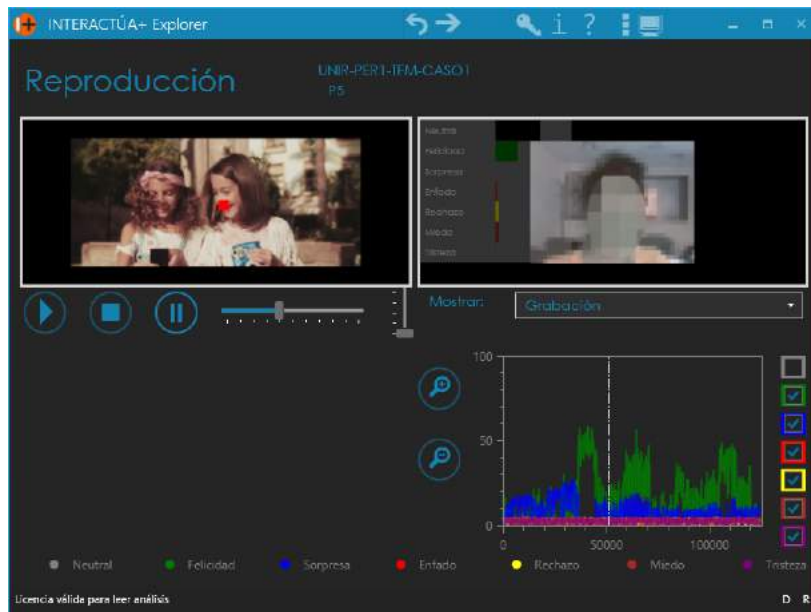 INTERACTÚA+ Explorer
Reproducción
UNIR-PER1-TEM-CASO1
P5
Neutral
Felicidad
Sorpresa
Enfado
Rechazo
Miedo
Tristeza
Mostrar:
Grabación
100
50
0
0
50000
100000
Neutral
Felicidad
Sorpresa
Enfado
Rechazo
Miedo
Tristeza
Licencia válida para leer análisis
D R